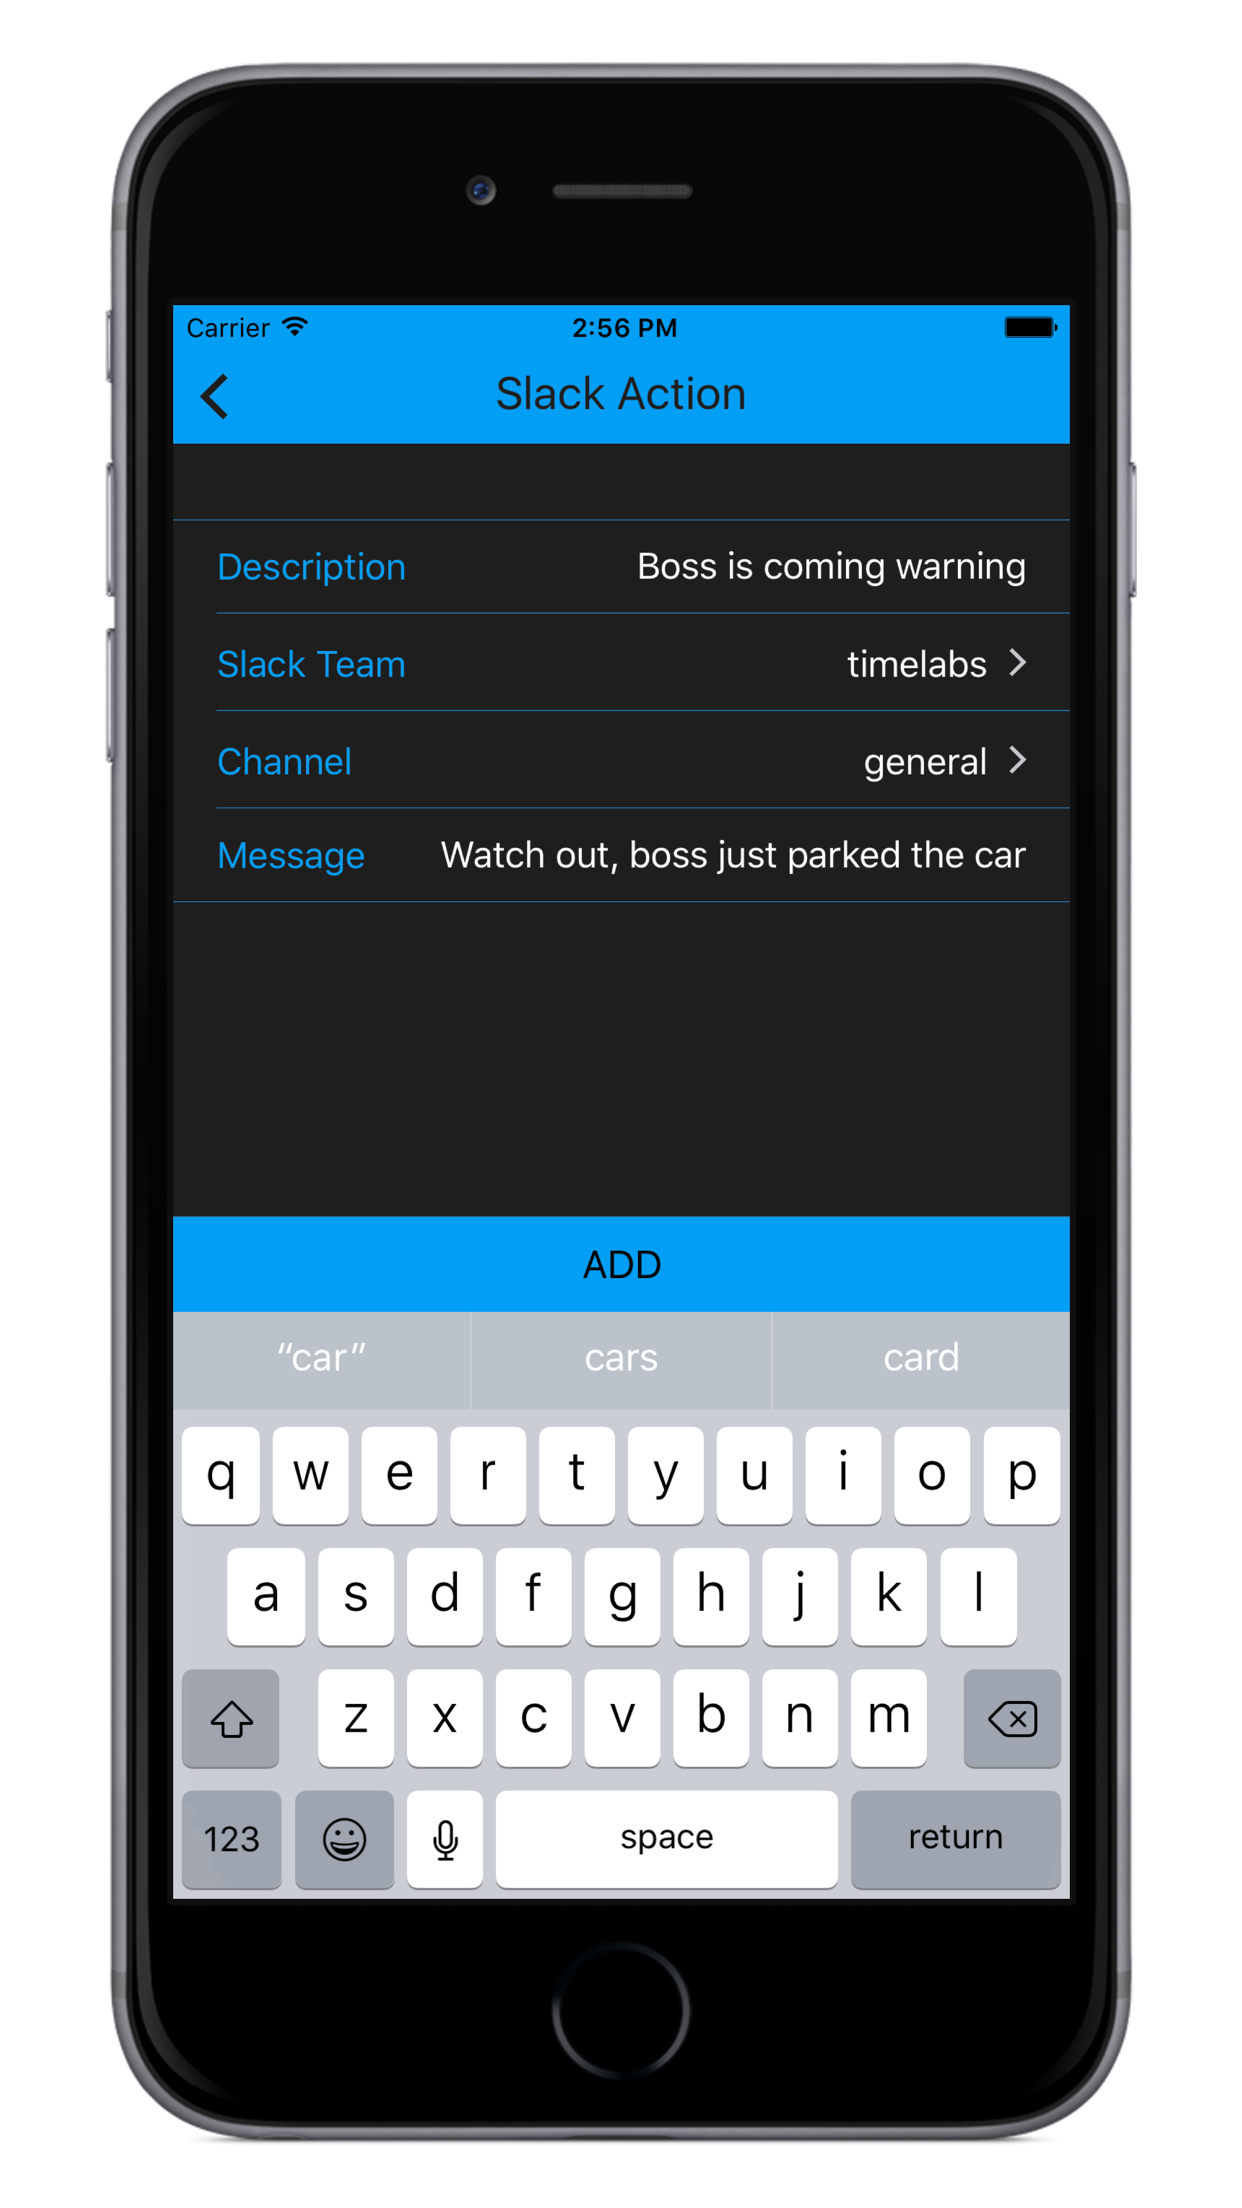 Carrier 2:56 PM
Slack Action
Description Boss is coming warning
Slack Team timelabs
Channel general
Message Watch out, boss just parked the car
ADD
“car” cars card
q w e r t y u i o p
a s d f g h j k l
z x c v b n m
123 space return